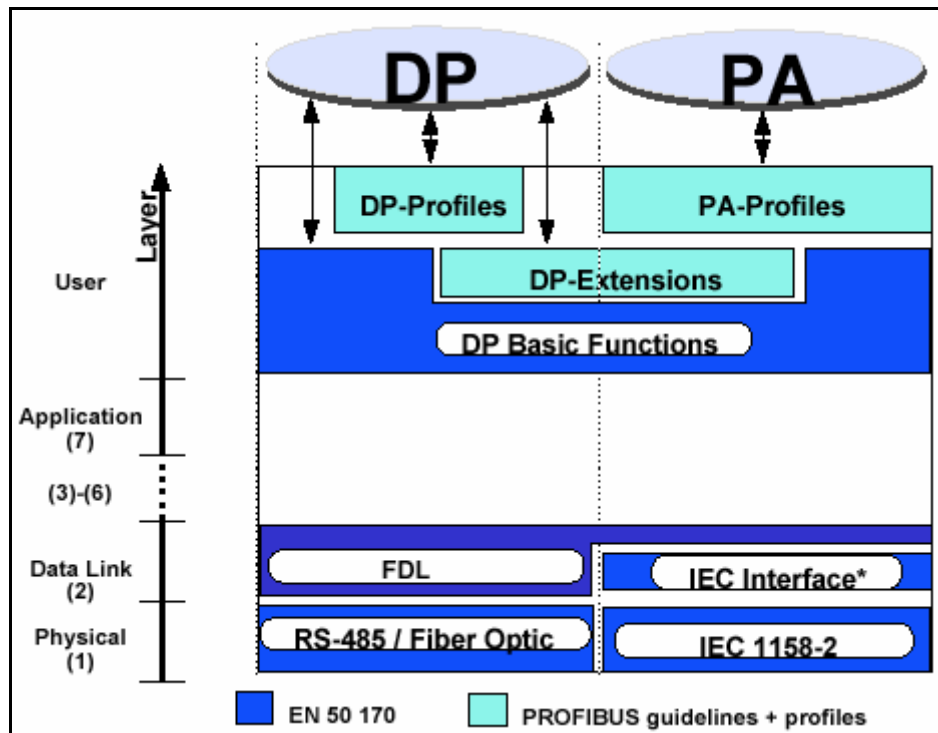 DP
PA
Layer
DP-Profiles
PA-Profiles
User
DP-Extensions
DP Basic Functions
Application
(7)
(3)-(6)
Data Link
(2)
FDL
IEC Interface*
Physical
(1)
RS-485 / Fiber Optic
IEC 1158-2
EN 50 170
PROFIBUS guidelines + profiles